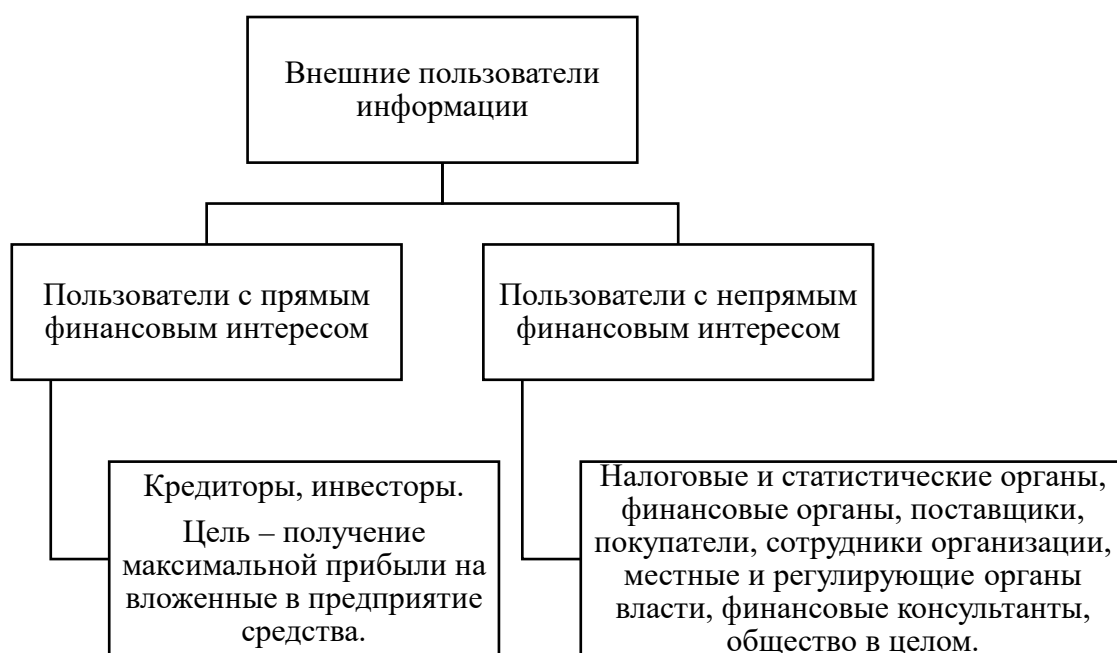 Внешние пользователи
информации
Пользователи с прямым
финансовым интересом
Пользователи с непрямым
финансовым интересом
Кредиторы, инвесторы.
Цель – получение
максимальной прибыли на
вложенные в предприятие
средства.
Налоговые и статистические органы,
финансовые органы, поставщики,
покупатели, сотрудники организации,
местные и регулирующие органы
власти, финансовые консультанты,
общество в целом.